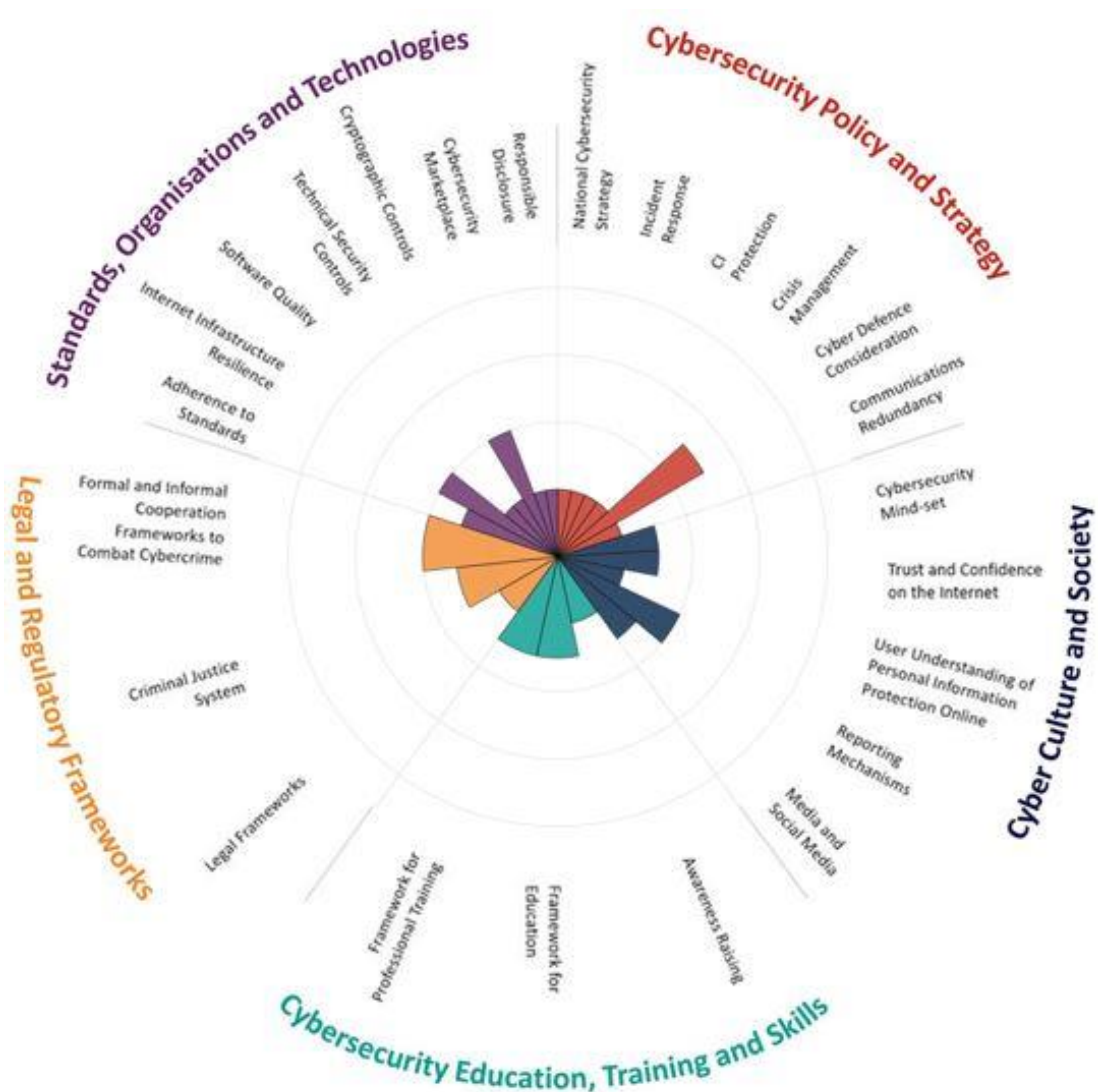 Cybersecurity Policy and Strategy
National Cybersecurity
Strategy
Incident
Response
CI
Protection
Crisis
Management
Cyber Defence
Consideration
Communications
Redundancy
Cyber Culture and Society
Cybersecurity
Mind-set
Trust and Confidence
on the Internet
User Understanding of
Personal Information
Protection Online
Reporting
Mechanisms
Media and
Social Media
Cybersecurity Education, Training and Skills
Awareness Raising
Framework for
Education
Framework for
Professional Training
Legal and Regulatory Frameworks
Legal Frameworks
Criminal Justice
System
Frameworks to
Combat Cybercrime
Formal and Informal
Cooperation
Standards, Organisations and Technologies
Adherence to
Standards
Internet Infrastructure
Resilience
Software Quality
Technical Security
Controls
Cryptographic Controls
Cybersecurity
Marketplace
Responsible
Disclosure